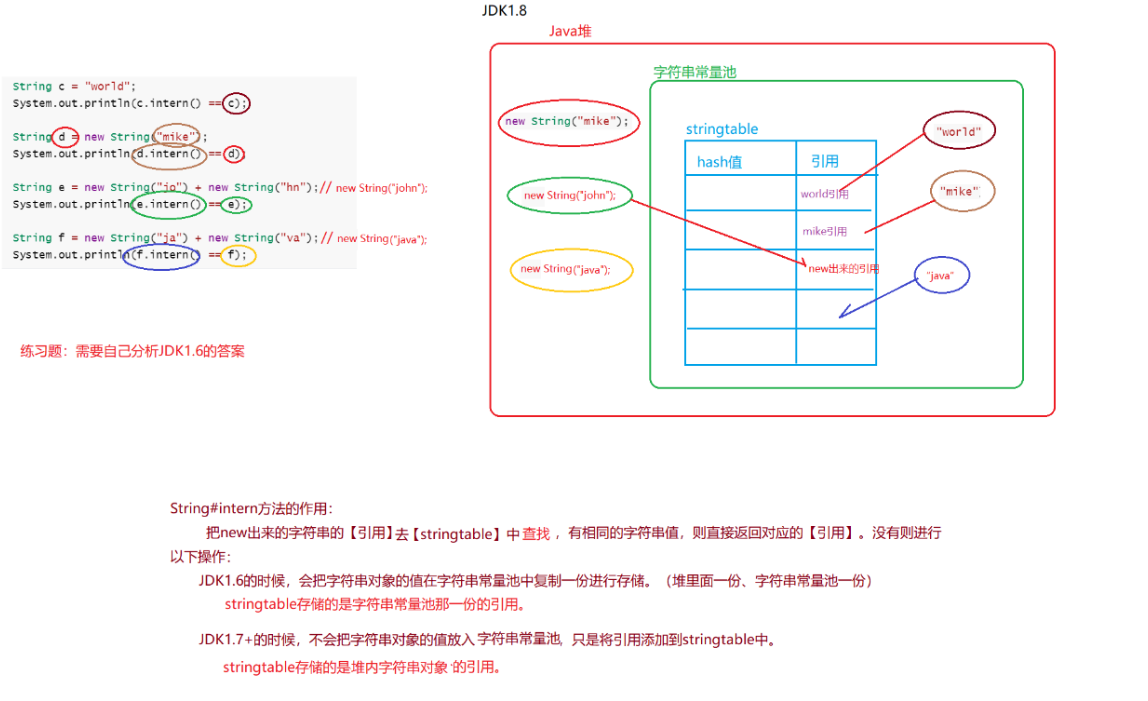 JDK1.8
Java堆
字符串常量池
String c = "world";
System.out.println(c.intern() == c);
String d = new String("mike");
System.out.println(d.intern() == d);
String e = new String("jo") + new String("hn");// new String("john");
System.out.println(e.intern() == e);
String f = new String("ja") + new String("va");// new String("java");
System.out.println(f.intern() == f);
练习题：需要自己分析JDK1.6的答案
new String("mike");
new String("john");
new String("java");
stringtable
hash值 引用
world引用
mike引用
new出来的引用
"world"
"mike";
"java"
String#intern方法的作用：
把new出来的字符串的【引用】去【stringtable】中查找，有相同的字符串值，则直接返回对应的【引用】。没有则进行
以下操作：
JDK1.6的时候，会把字符串对象的值在字符串常量池中复制一份进行存储。（堆里面一份、字符串常量池一份）
stringtable存储的是字符串常量池那一份的引用。
JDK1.7+的时候，不会把字符串对象的值放入字符串常量池，只是将引用添加到stringtable中。
stringtable存储的是堆内字符串对象的引用。